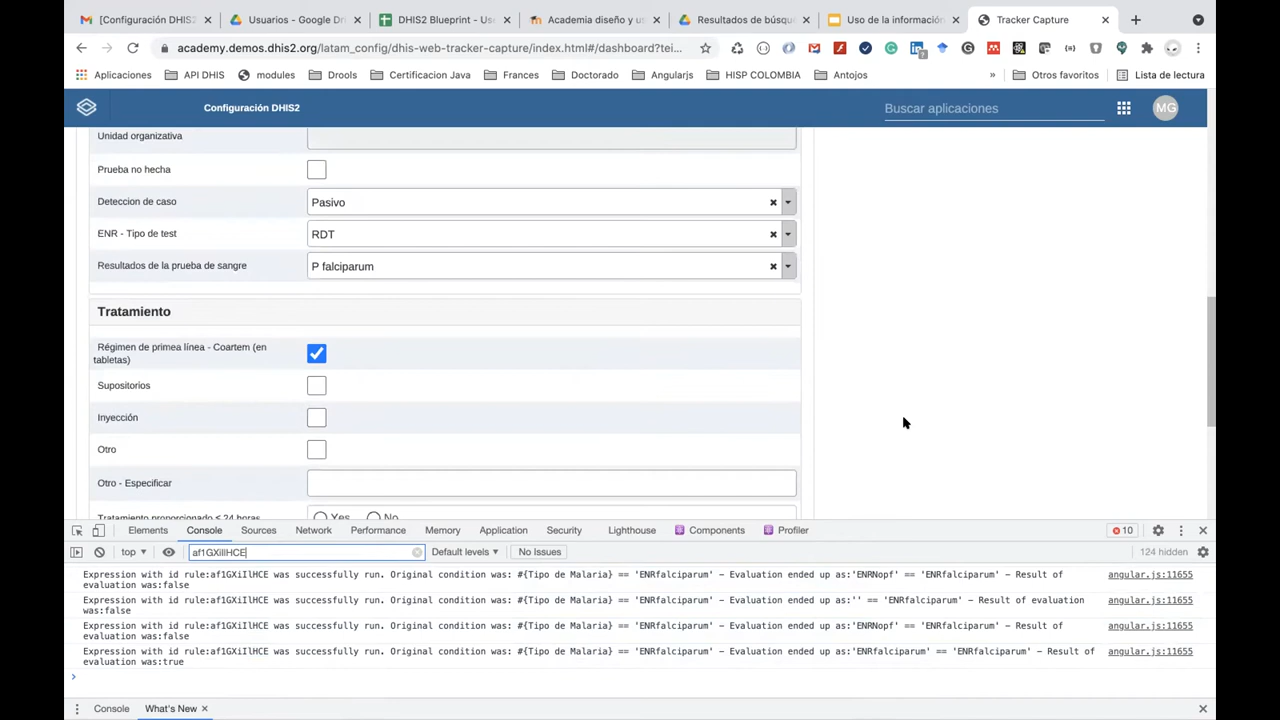 [Configuración DHIS2
Usuarios - Google Dri
DHIS2 Blueprint - Use
Academia diseño y us
Resultados de búsque
Uso de la información
Tracker Capture
academy.demos.dhis2.org/latam_config/dhis-web-tracker-capture/index.html#/dashboard?tei...
Aplicaciones
API DHIS
modules
Drools
Certificacion Java
Frances
Doctorado
Angularjs
HISP COLOMBIA
Antojos
»
Otros favoritos
Lista de lectura
Configuración DHIS2
Buscar aplicaciones
MG
Unidad organizativa
Prueba no hecha
Deteccion de caso
Pasivo
ENR - Tipo de test
RDT
Resultados de la prueba de sangre
P falciparum
Tratamiento
Régimen de primea línea - Coartem (en
tabletas)
Supositorios
Inyección
Otro
Otro - Especificar
Tratamiento proporcionado ≤ 24 horas
Yes
No
Elements
Console
Sources
Network
Performance
Memory
Application
Security
Lighthouse
Components
Profiler
10
top
af1GXiIlHCE
Default levels
No Issues
124 hidden
Expression with id rule:af1GXiIlHCE was successfully run. Original condition was: #{Tipo de Malaria} == 'ENRfalciparum' – Evaluation ended up as:'ENRNopf' == 'ENRfalciparum' – Result of angular.js:11655
evaluation was:false
Expression with id rule:af1GXiIlHCE was successfully run. Original condition was: #{Tipo de Malaria} == 'ENRfalciparum' – Evaluation ended up as:'' == 'ENRfalciparum' – Result of evaluation angular.js:11655
was:false
Expression with id rule:af1GXiIlHCE was successfully run. Original condition was: #{Tipo de Malaria} == 'ENRfalciparum' – Evaluation ended up as:'ENRNopf' == 'ENRfalciparum' – Result of angular.js:11655
evaluation was:false
Expression with id rule:af1GXiIlHCE was successfully run. Original condition was: #{Tipo de Malaria} == 'ENRfalciparum' – Evaluation ended up as:'ENRfalciparum' == 'ENRfalciparum' – Result of angular.js:11655
evaluation was:true
Console
What's New